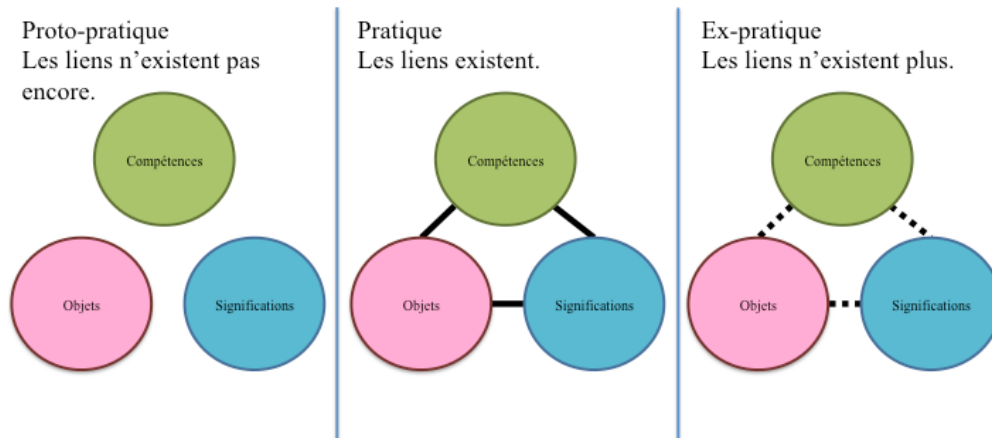 Proto-pratique
Les liens n'existent pas
encore.
Compétences
Objets
Significations
Pratique
Les liens existent.
Compétences
Objets
Significations
Ex-pratique
Les liens n'existent plus.
Compétences
Objets
Significations